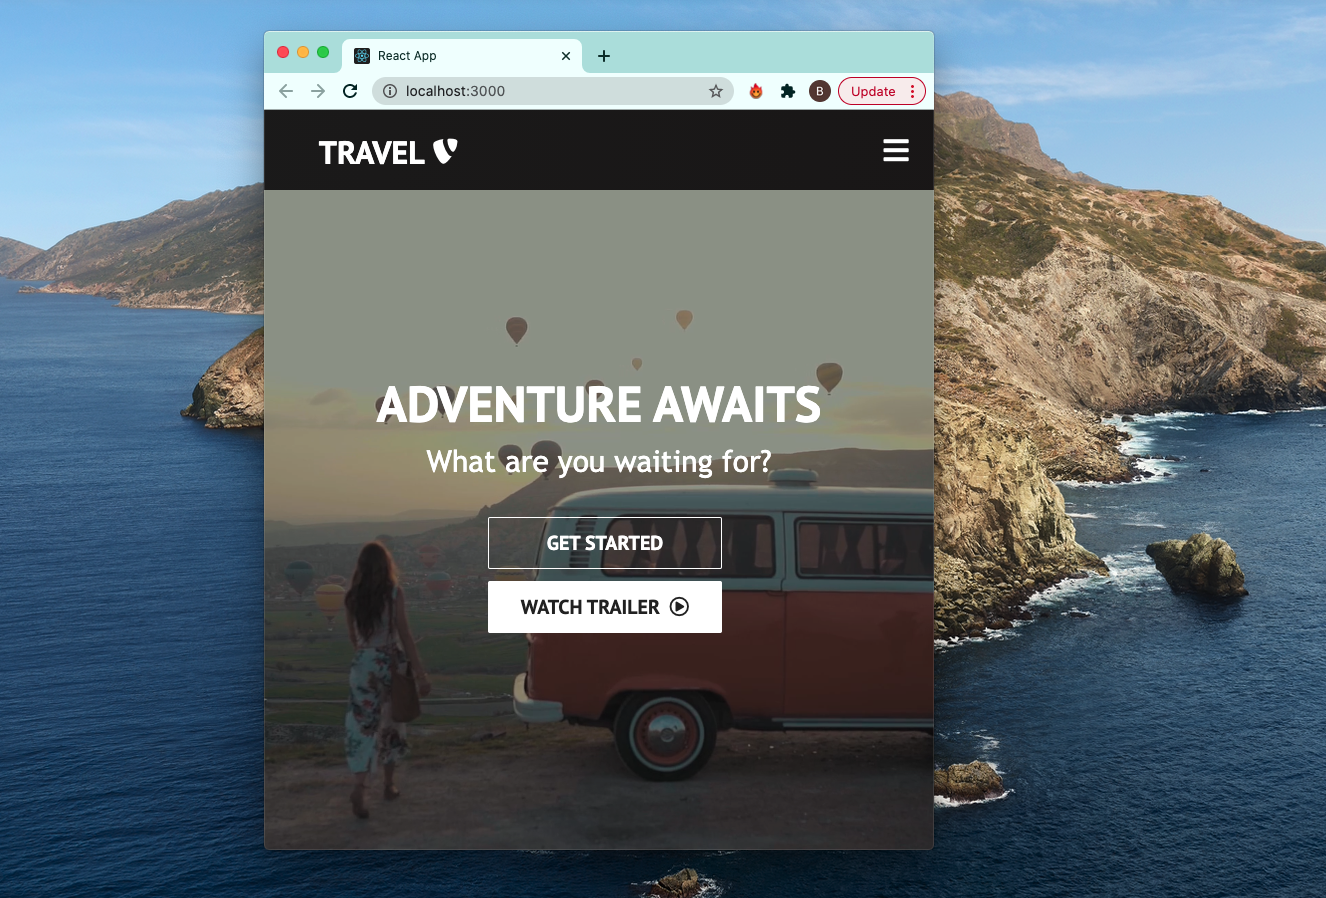 React App
localhost:3000
B
Update
TRAVEL
ADVENTURE AWAITS
What are you waiting for?
GET STARTED
WATCH TRAILER